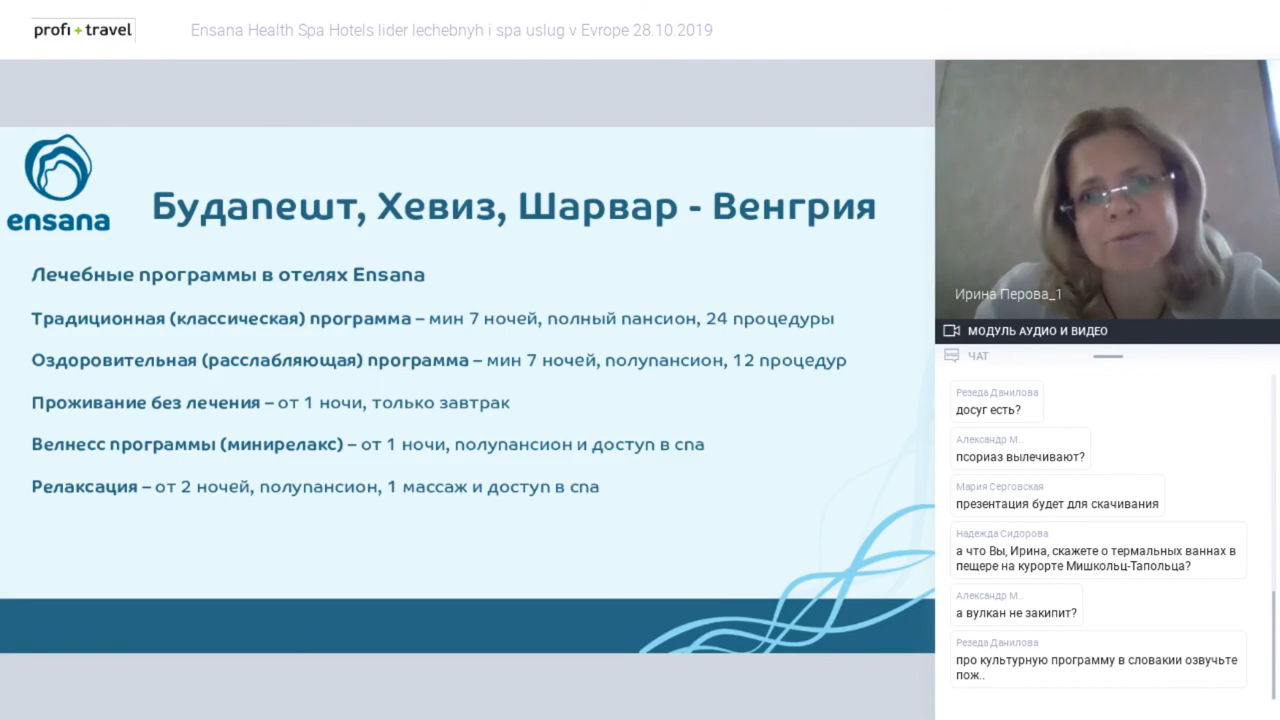 profi + travel
Ensana Health Spa Hotels lider lechebnyh i spa uslug v Evrope 28.10.2019
ensana
Будапешт, Хевиз, Шарвар - Венгрия
Лечебные программы в отелях Ensana
Традиционная (классическая) программа – мин 7 ночей, полный пансион, 24 процедуры
Оздоровительная (расслабляющая) программа – мин 7 ночей, полупансион, 12 процедур
Проживание без лечения – от 1 ночи, только завтрак
Велнесс программы (минирелакс) – от 1 ночи, полупансион и доступ в спа
Релаксация – от 2 ночей, полупансион, 1 массаж и доступ в спа
Ирина Перова_1
МОДУЛЬ АУДИО И ВИДЕО
ЧАТ
Резеда Данилова
досуг есть?
Александр М..
псориаз вылечивают?
Мария Серговская
презентация будет для скачивания
Надежда Сидорова
а что Вы, Ирина, скажете о термальных ваннах в
пещере на курорте Мишкольц-Тапольца?
Александр М..
а вулкан не закипит?
Резеда Данилова
про культурную программу в словакии озвучьте
пож..